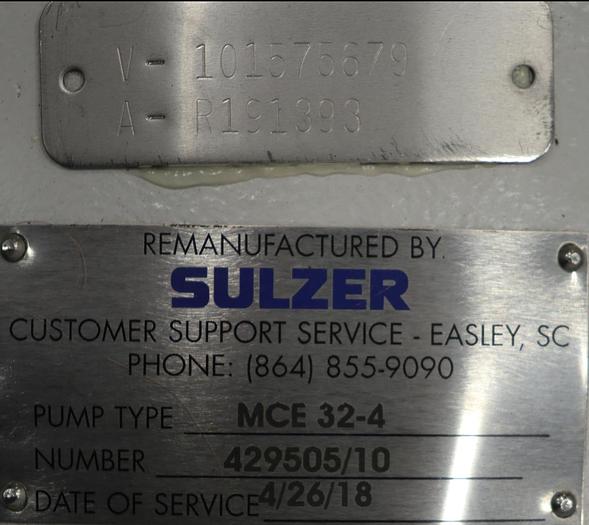 V- 101575679
A- R191393
REMANUFACTURED BY.
SULZER
CUSTOMER SUPPORT SERVICE - EASLEY, SC
PHONE: (864) 855-9090
PUMP TYPE MCE 32-4
NUMBER 429505/10
DATE OF SERVICE 4/26/18